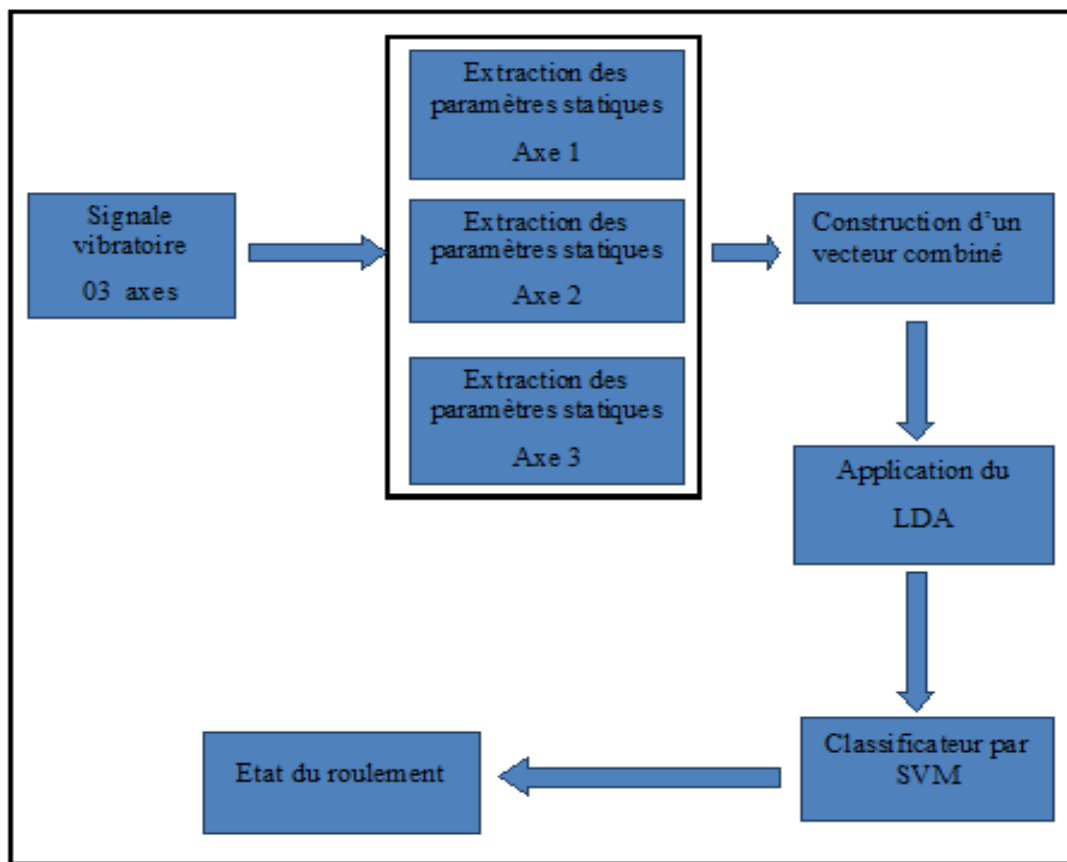 Signale
vibratoire
03 axes
Extraction des
paramètres statiques
Axe 1
Extraction des
paramètres statiques
Axe 2
Extraction des
paramètres statiques
Axe 3
Construction d'un
vecteur combiné
Application du
LDA
Classificateur par
SVM
Etat du roulement